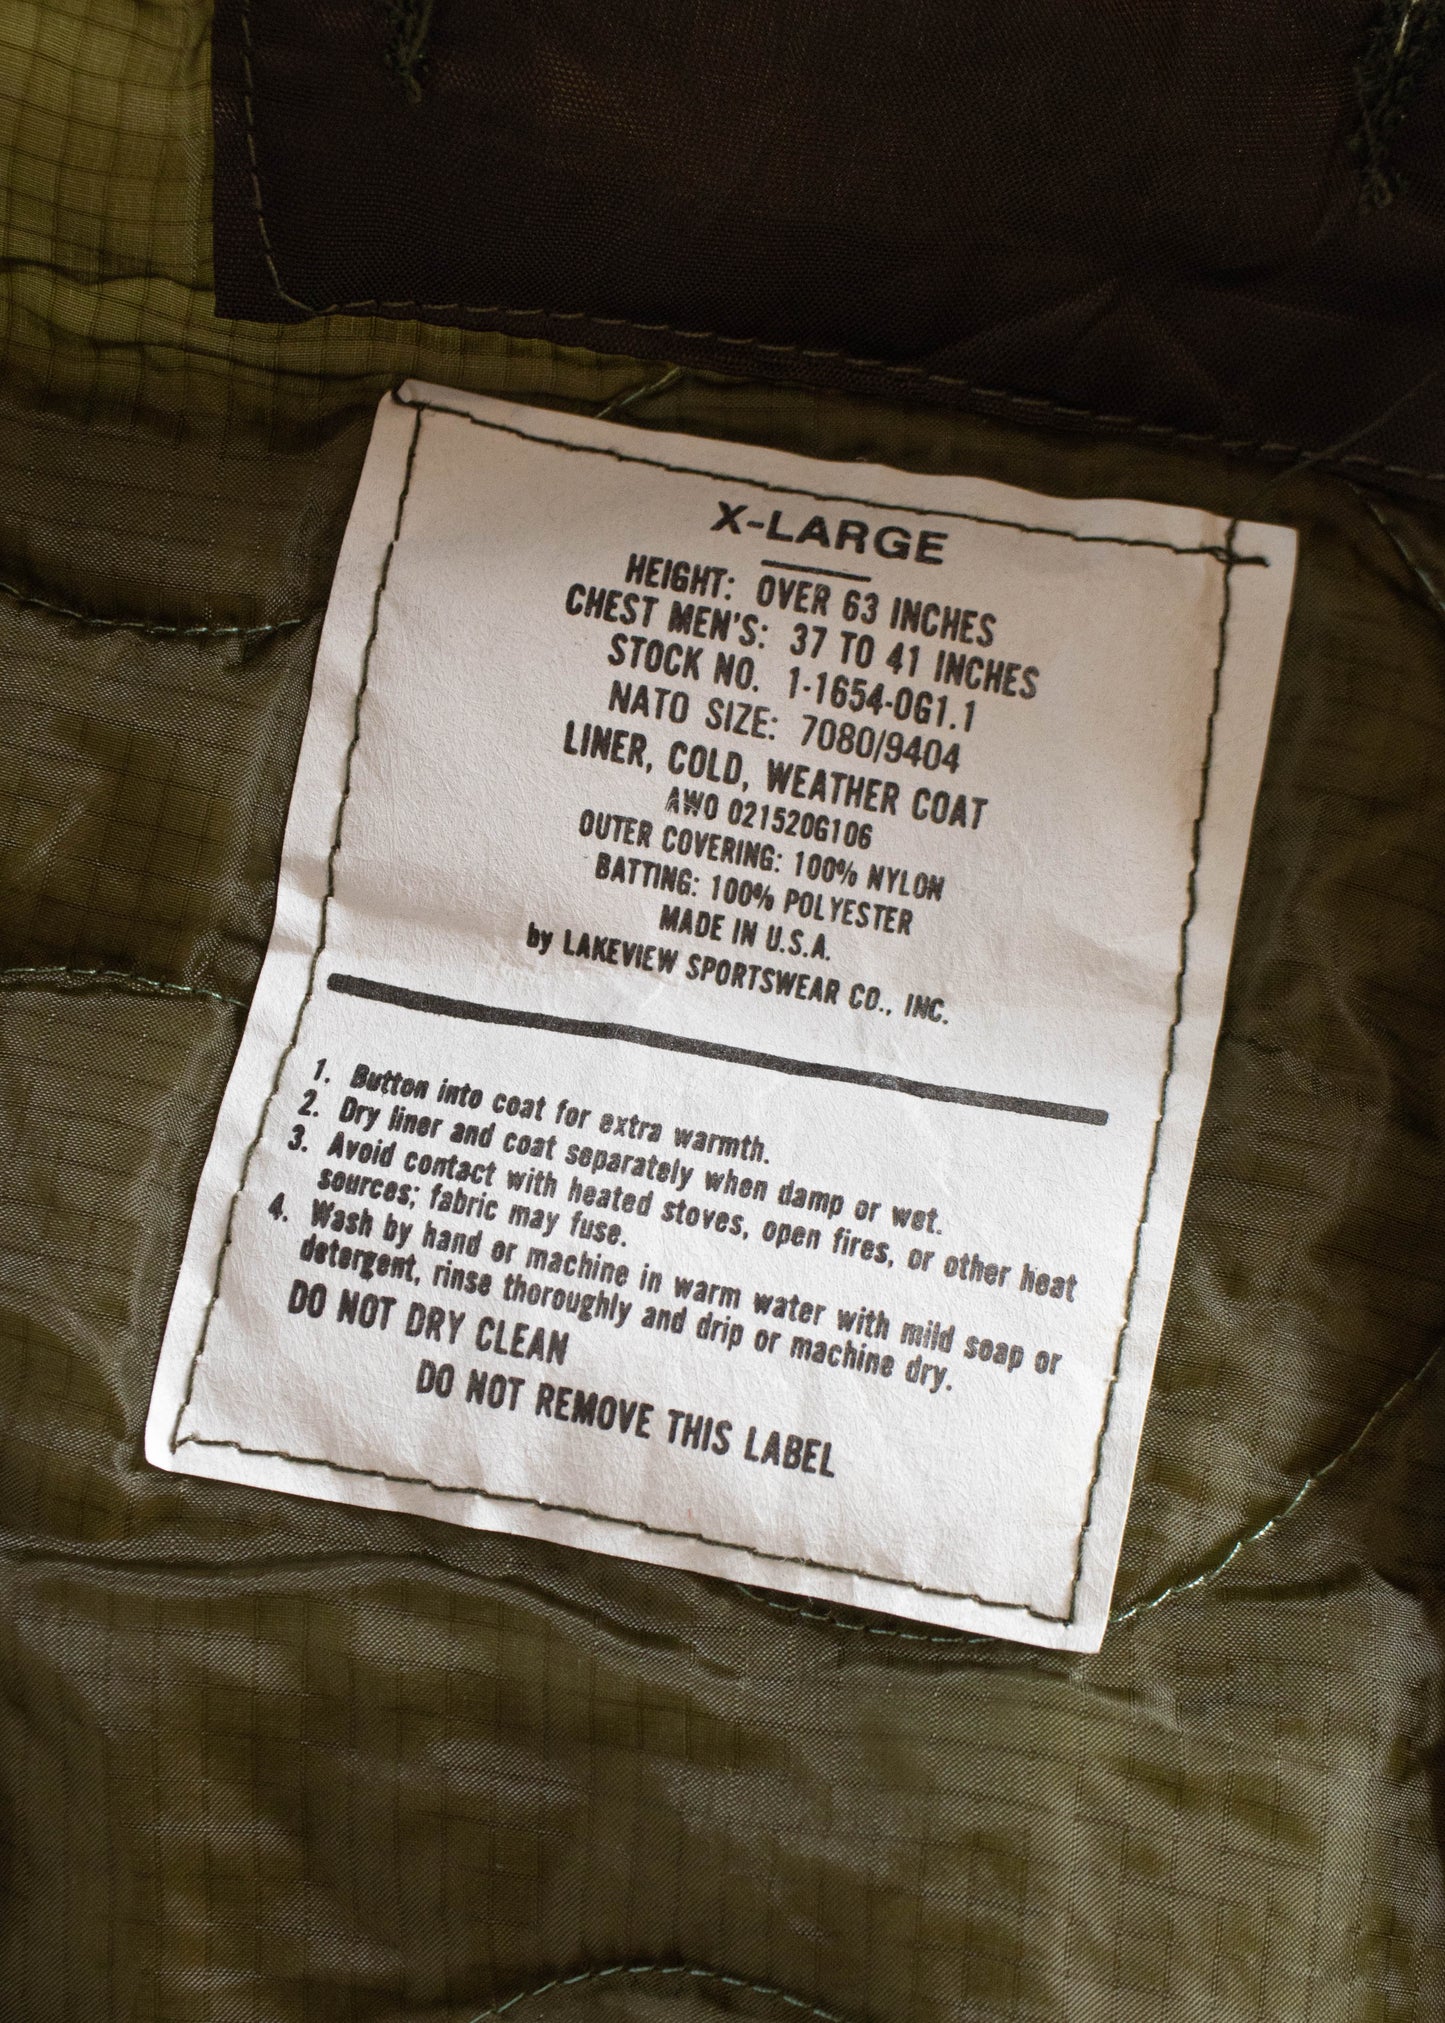 X-LARGE
HEIGHT: OVER 63 INCHES
CHEST MEN'S: 37 TO 41 INCHES
STOCK NO. 1-1654-OG1.1
NATO SIZE: 7080/9404
LINER, COLD, WEATHER COAT
AWO 021520G106
OUTER COVERING: 100% NYLON
BATTING: 100% POLYESTER
MADE IN U.S.A.
by LAKEVIEW SPORTSWEAR CO., INC.
1. Button into coat for extra warmth.
2. Dry liner and coat separately when damp or wet.
3. Avoid contact with heated stoves, open fires, or other heat
sources; fabric may fuse.
4. Wash by hand or machine in warm water with mild soap or
detergent, rinse thoroughly and drip or machine dry.
DO NOT DRY CLEAN
DO NOT REMOVE THIS LABEL